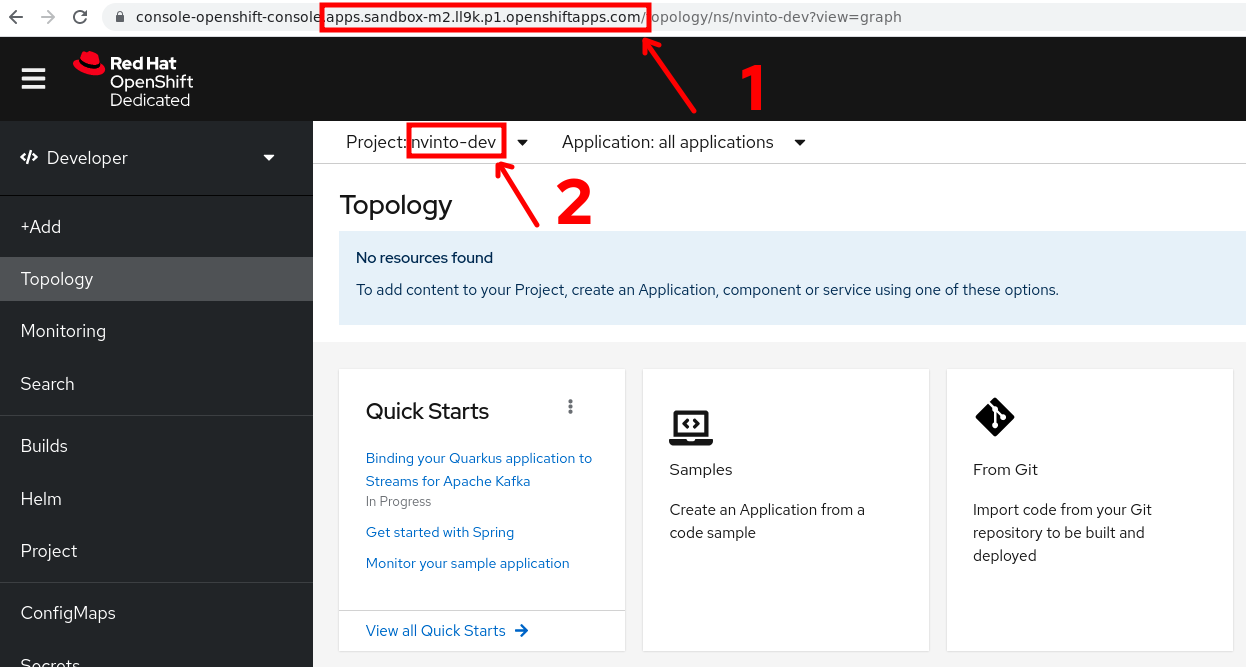 console-openshift-console.apps.sandbox-m2.ll9k.p1.openshiftapps.com/topology/ns/nvinto-dev?view=graph
1
Red Hat
OpenShift
Dedicated
Developer
+Add
Topology
Monitoring
Search
Builds
Helm
Project
ConfigMaps
Secrets
Project: nvinto-dev
Application: all applications
2
Topology
No resources found
To add content to your Project, create an Application, component or service using one of these options.
Quick Starts
Binding your Quarkus application to
Streams for Apache Kafka
In Progress
Get started with Spring
Monitor your sample application
View all Quick Starts
Samples
Create an Application from a
code sample
From Git
Import code from your Git
repository to be built and
deployed